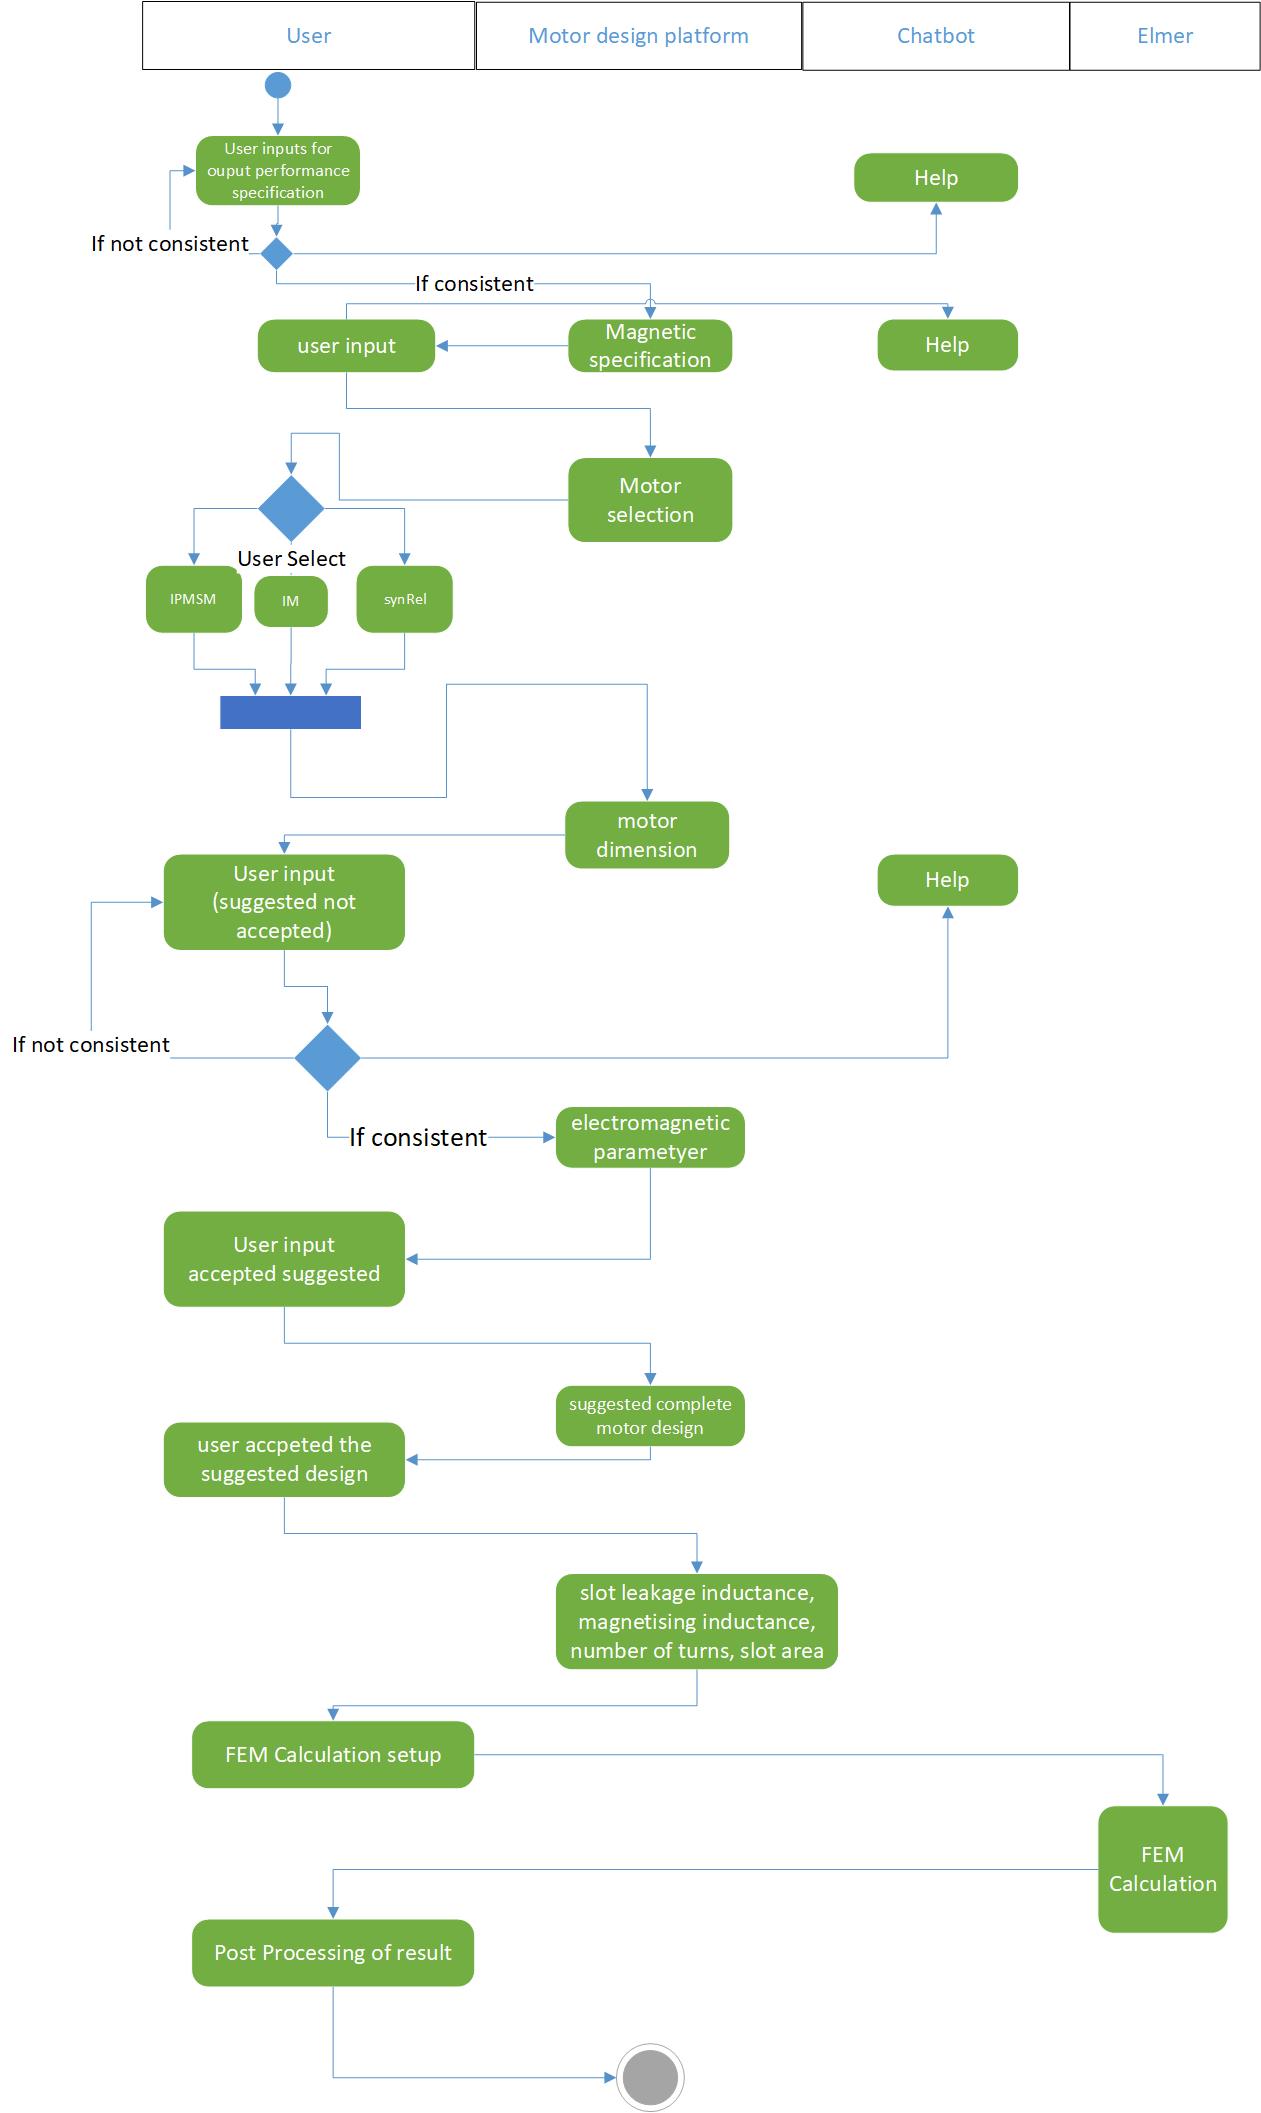 User
Motor design platform
Chatbot
Elmer
User inputs for
ouput performance
specification
Help
If not consistent
If consistent
user input
Magnetic
specification
Help
Motor
selection
User Select
IPMSM
IM
synRel
motor
dimension
User input
(suggested not
accepted)
Help
If not consistent
If consistent
electromagnetic
parametyer
User input
accepted suggested
suggested complete
motor design
user accpeted the
suggested design
slot leakage inductance,
magnetising inductance,
number of turns, slot area
FEM Calculation setup
FEM
Calculation
Post Processing of result